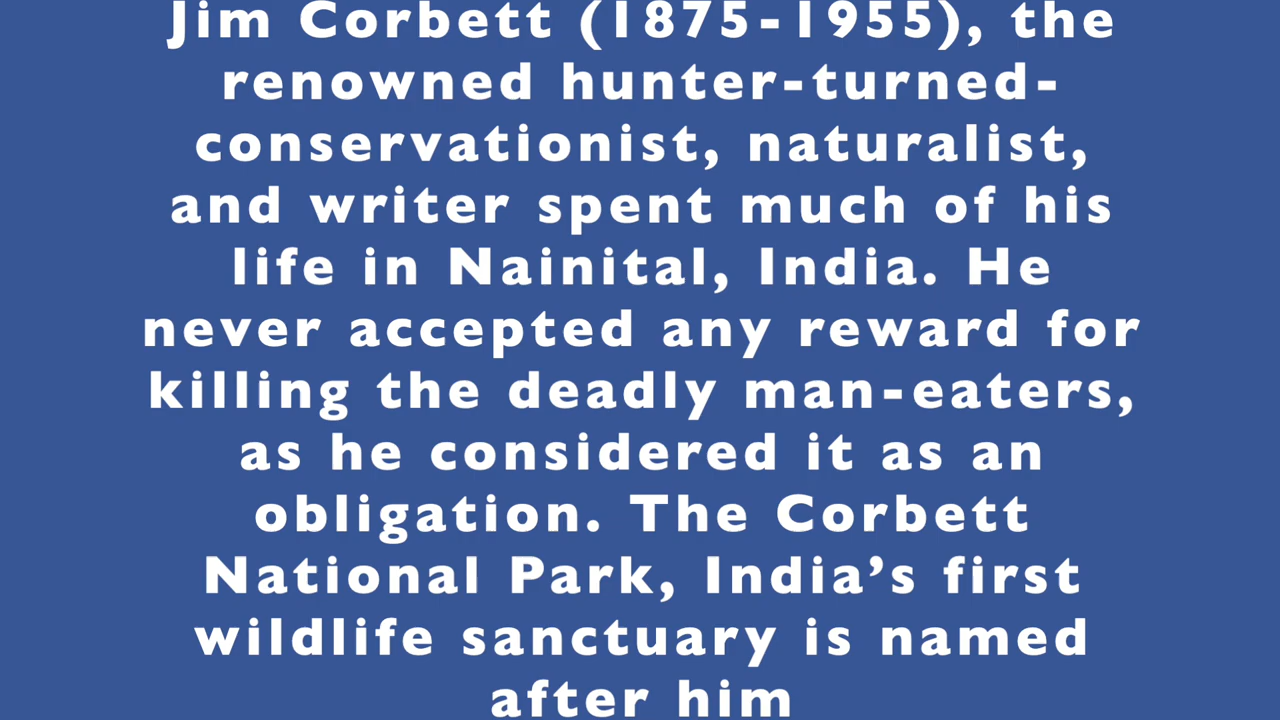 Jim Corbett (1875-1955), the
renowned hunter-turned-
conservationist, naturalist,
and writer spent much of his
life in Nainital, India. He
never accepted any reward for
killing the deadly man-eaters,
as he considered it as an
obligation. The Corbett
National Park, India’s first
wildlife sanctuary is named
after him